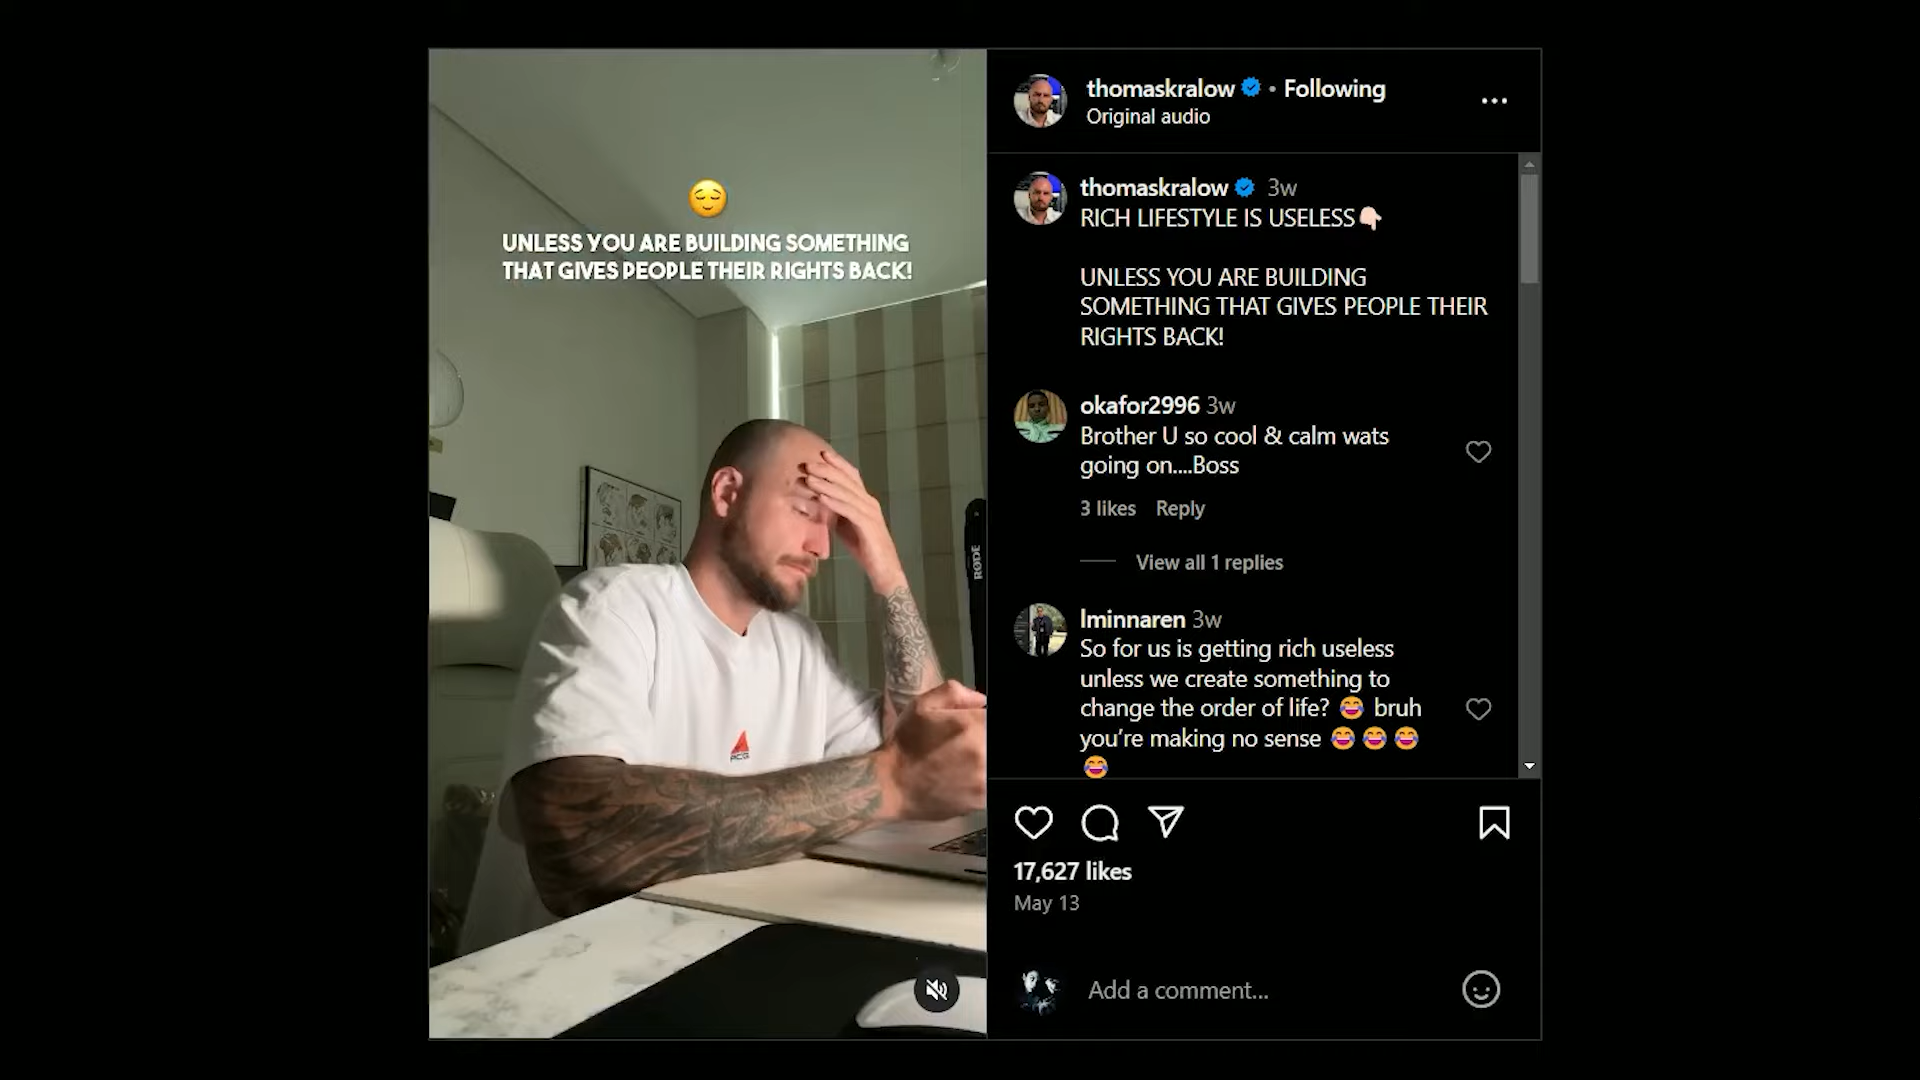 😌
UNLESS YOU ARE BUILDING SOMETHING
THAT GIVES PEOPLE THEIR RIGHTS BACK!
RØDE
ACG
thomaskralow • Following
Original audio
thomaskralow 3w
RICH LIFESTYLE IS USELESS👇🏻
UNLESS YOU ARE BUILDING
SOMETHING THAT GIVES PEOPLE THEIR
RIGHTS BACK!
okafor2996 3w
Brother U so cool & calm wats
going on....Boss
3 likes Reply
View all 1 replies
lminnaren 3w
So for us is getting rich useless
unless we create something to
change the order of life? 😂 bruh
you're making no sense 😂 😂 😂
😂
17,627 likes
May 13
Add a comment...